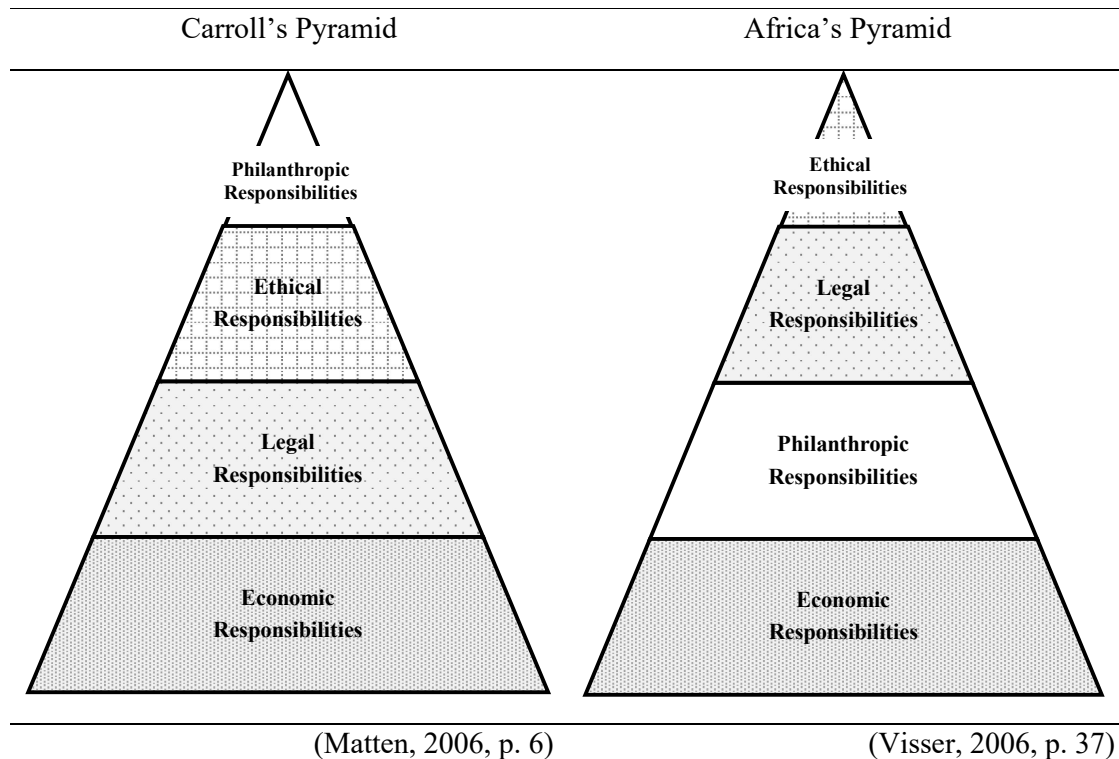 Carroll’s Pyramid
Africa’s Pyramid
Philanthropic
Responsibilities
Ethical
Responsibilities
Legal
Responsibilities
Economic
Responsibilities
Ethical
Responsibilities
Legal
Responsibilities
Philanthropic
Responsibilities
Economic
Responsibilities
(Matten, 2006, p. 6)
(Visser, 2006, p. 37)